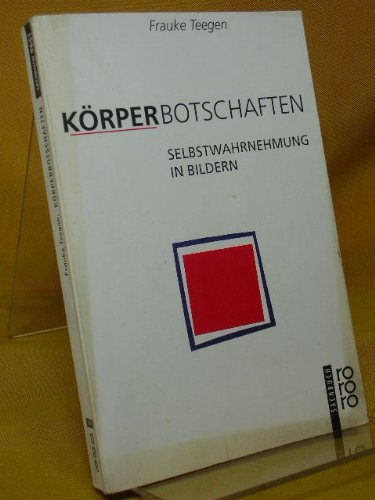 Frauke Teegen
KÖRPERBOTSCHAFTEN
SELBSTWAHRNEHMUNG
IN BILDERN
SACHBUCH
ro
ro
ro
Frauke Teegen KÖRPERBOTSCHAFTEN